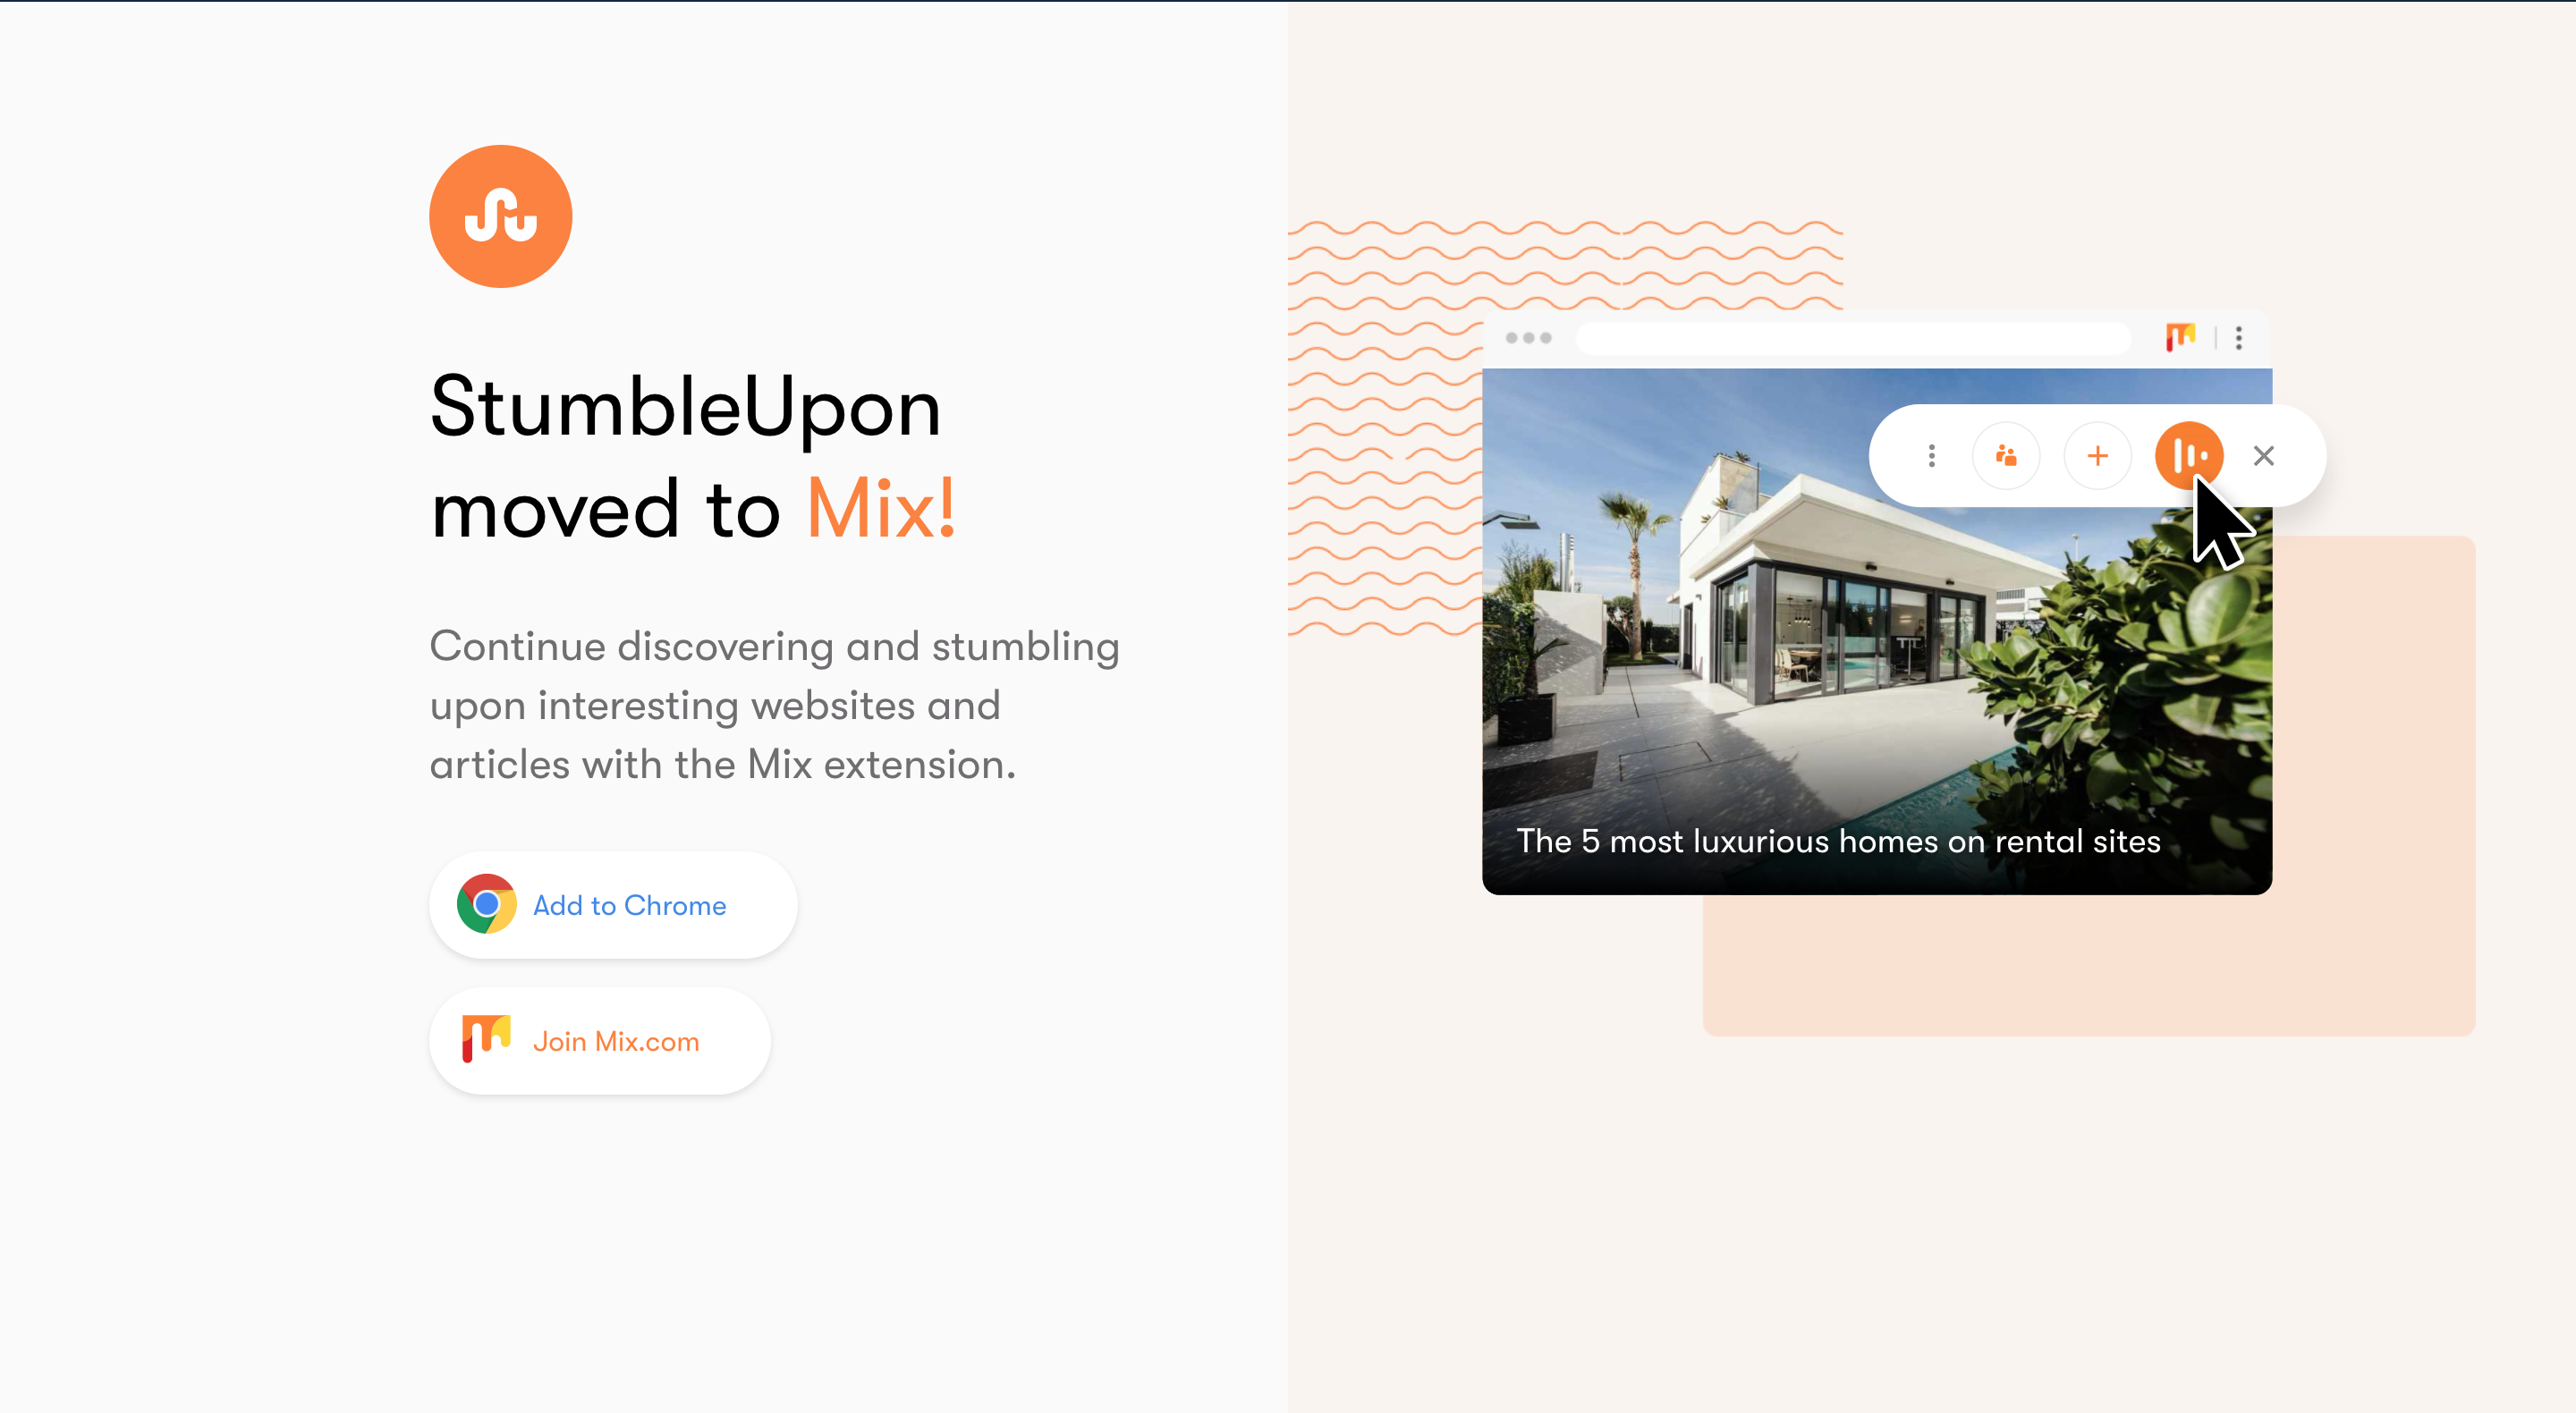 StumbleUpon
moved to Mix!
Continue discovering and stumbling
upon interesting websites and
articles with the Mix extension.
Add to Chrome
Join Mix.com
The 5 most luxurious homes on rental sites